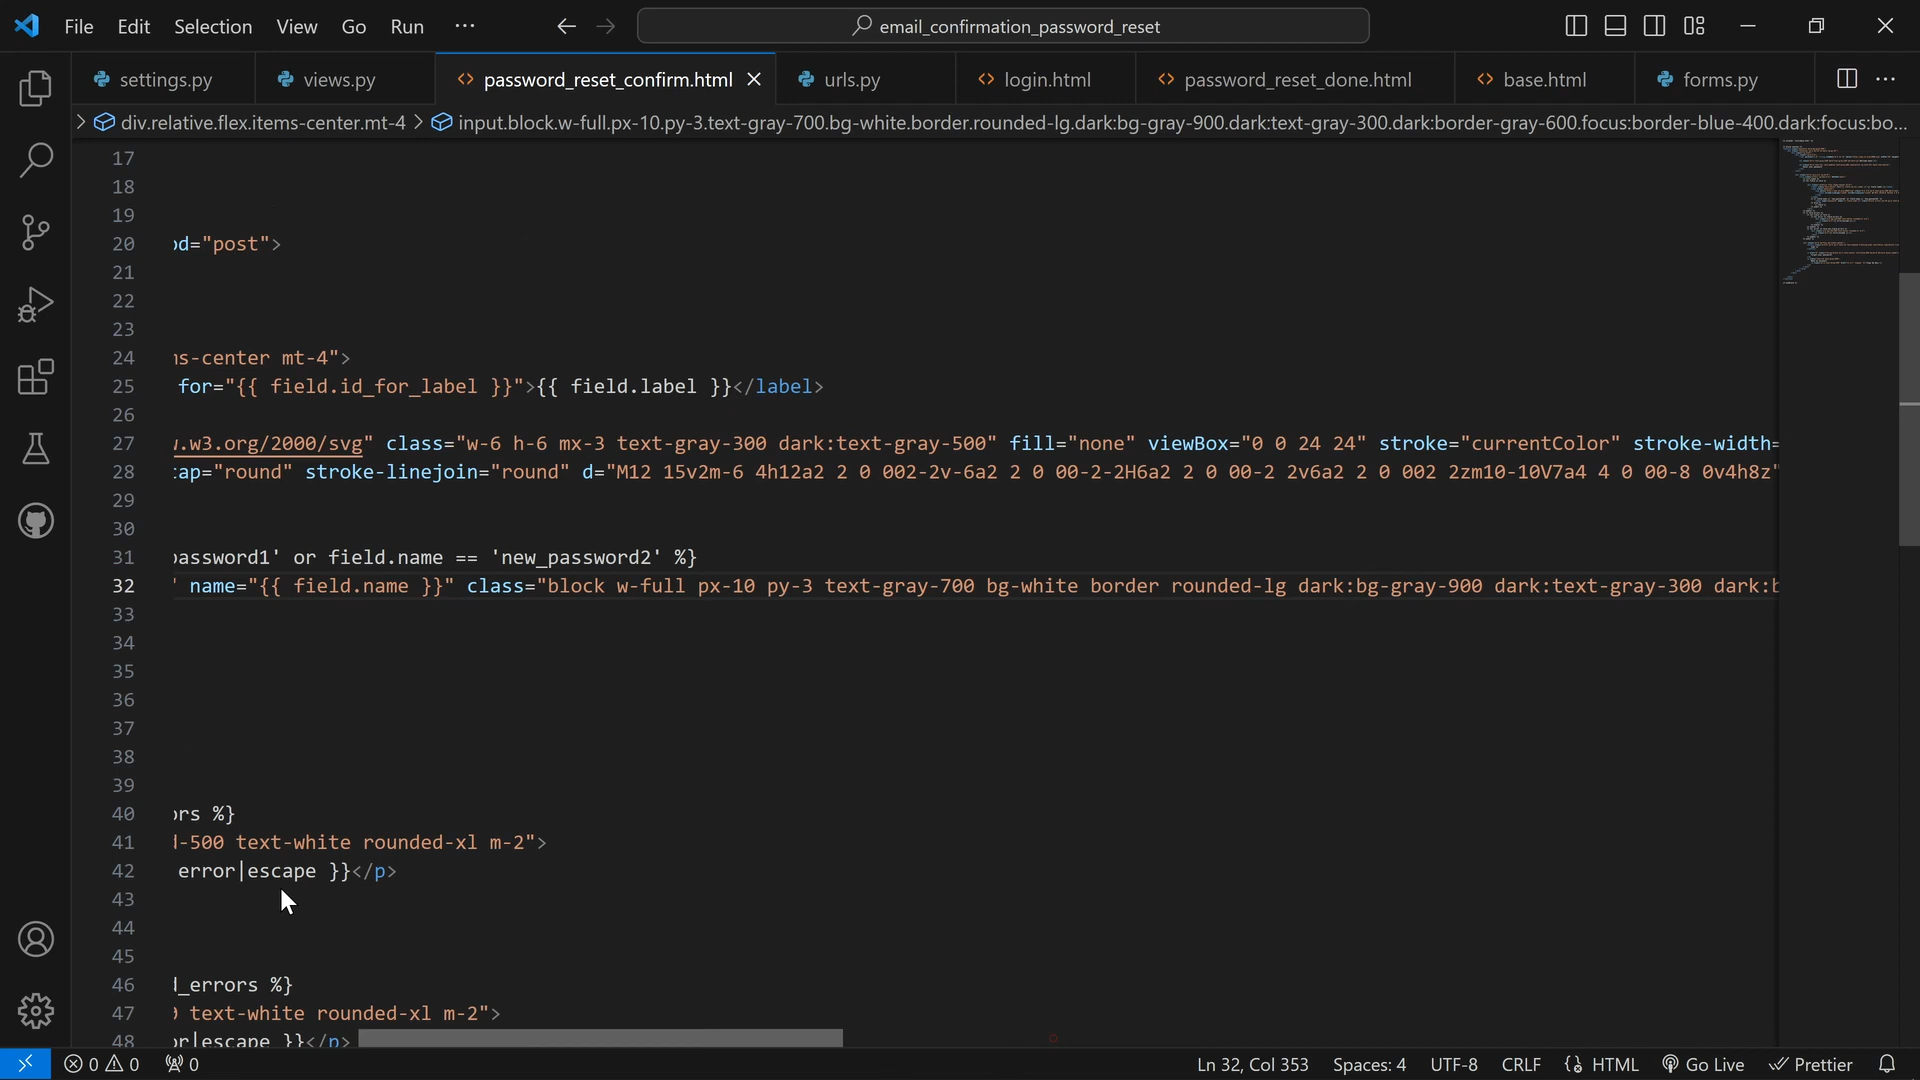 File Edit Selection View Go Run ··· email_confirmation_password_reset
settings.py views.py password_reset_confirm.html urls.py login.html password_reset_done.html base.html forms.py ···
div.relative.flex.items-center.mt-4 > input.block.w-full.px-10.py-3.text-gray-700.bg-white.border.rounded-lg.dark:bg-gray-900.dark:text-gray-300.dark:border-gray-600.focus:border-blue-400.dark:focus:bo...
17
18
19
20 od="post">
21
22
23
24 ns-center mt-4">
25 for="{{ field.id_for_label }}">{{ field.label }}</label>
26
27 w.w3.org/2000/svg" class="w-6 h-6 mx-3 text-gray-300 dark:text-gray-500" fill="none" viewBox="0 0 24 24" stroke="currentColor" stroke-width=
28 cap="round" stroke-linejoin="round" d="M12 15v2m-6 4h12a2 2 0 002-2v-6a2 2 0 00-2-2H6a2 2 0 00-2 2v6a2 2 0 002 2zm10-10V7a4 4 0 00-8 0v4h8z"
29
30
31 password1' or field.name == 'new_password2' %}
32 " name="{{ field.name }}" class="block w-full px-10 py-3 text-gray-700 bg-white border rounded-lg dark:bg-gray-900 dark:text-gray-300 dark:b
33
34
35
36
37
38
39
40 ors %}
41 d-500 text-white rounded-xl m-2">
42 error|escape }}</p>
43
44
45
46 d_errors %}
47 0 text-white rounded-xl m-2">
48 or|escape }}</p>
0 0 0 Ln 32, Col 353 Spaces: 4 UTF-8 CRLF {} HTML Go Live Prettier